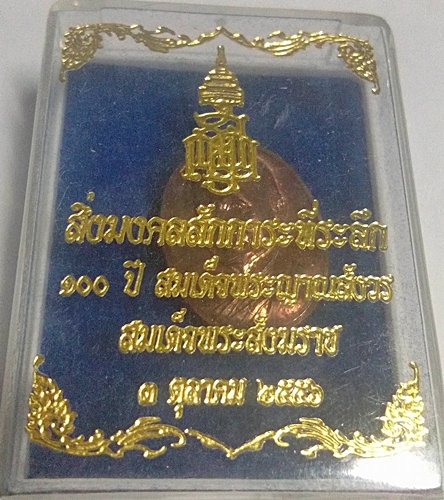 สิ่งมงคลสักการะที่ระลึก
๑๐๐ ปี สมเด็จพระญาณสังวร
สมเด็จพระสังฆราช
๓ ตุลาคม ๒๕๕๖